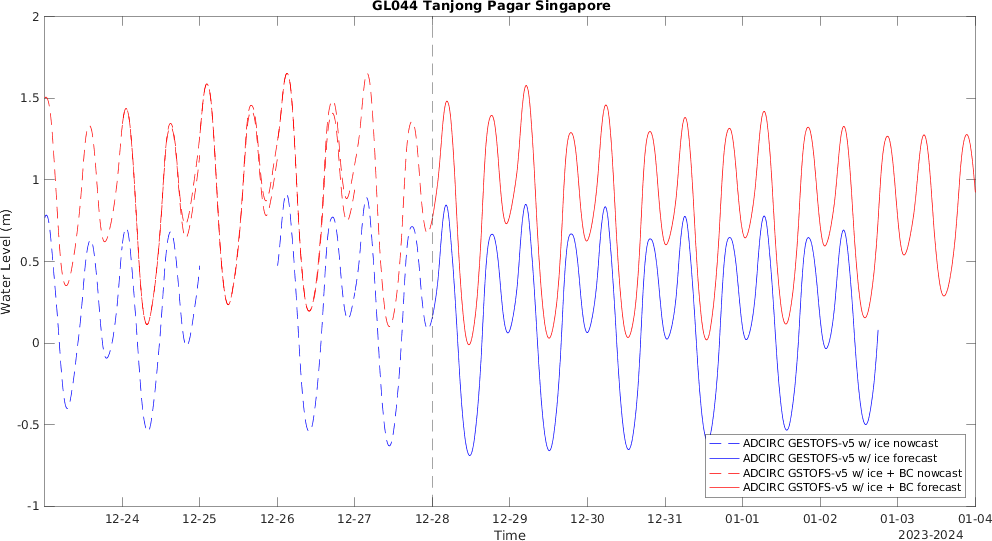 GL044 Tanjong Pagar Singapore
2
1.5
1
0.5
0
-0.5
-1
Water Level (m)
ADCIRC GESTOFS-v5 w/ ice nowcast
ADCIRC GESTOFS-v5 w/ ice forecast
ADCIRC GSTOFS-v5 w/ ice + BC nowcast
ADCIRC GSTOFS-v5 w/ ice + BC forecast
12-24 12-25 12-26 12-27 12-28 12-29 12-30 12-31 01-01 01-02 01-03 01-04
Time
2023-2024